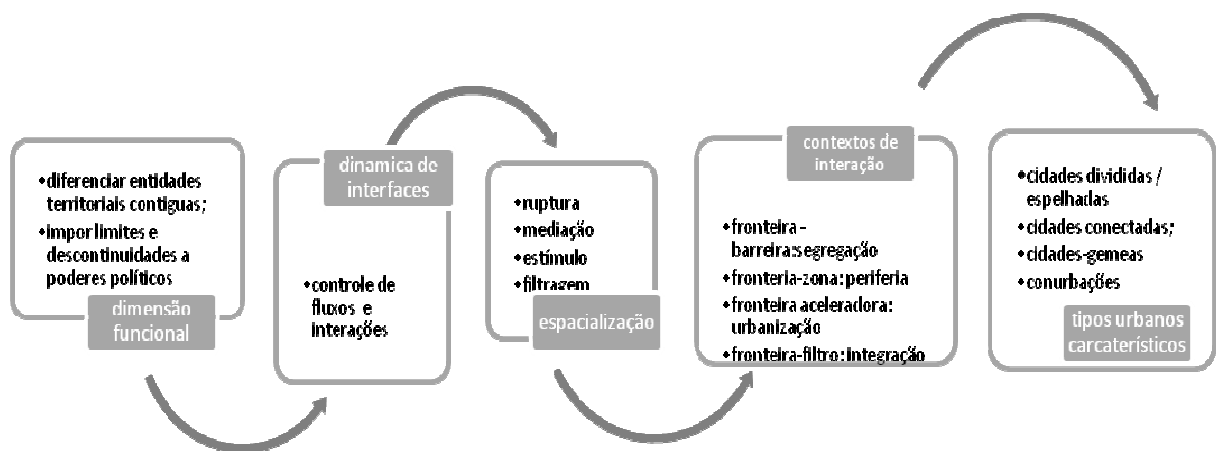 •diferenciar entidades
territoriais contiguas;
•impor limites e
descontinuidades a
poderes políticos
dimensão
funcional
dinamica de
interfaces
•controle de
fluxos e
interações
•ruptura
•mediação
•estímulo
•filtragem
espacialização
contextos de
interação
•fronteira –
barreira:segregação
•fronteria-zona: periferia
•fronteira aceleradora:
urbanização
•fronteira-filtro: integração
•cidades divididas /
espelhadas
•cidades conectadas;
•cidades-gemeas
•conurbações
tipos urbanos
carcaterísticos